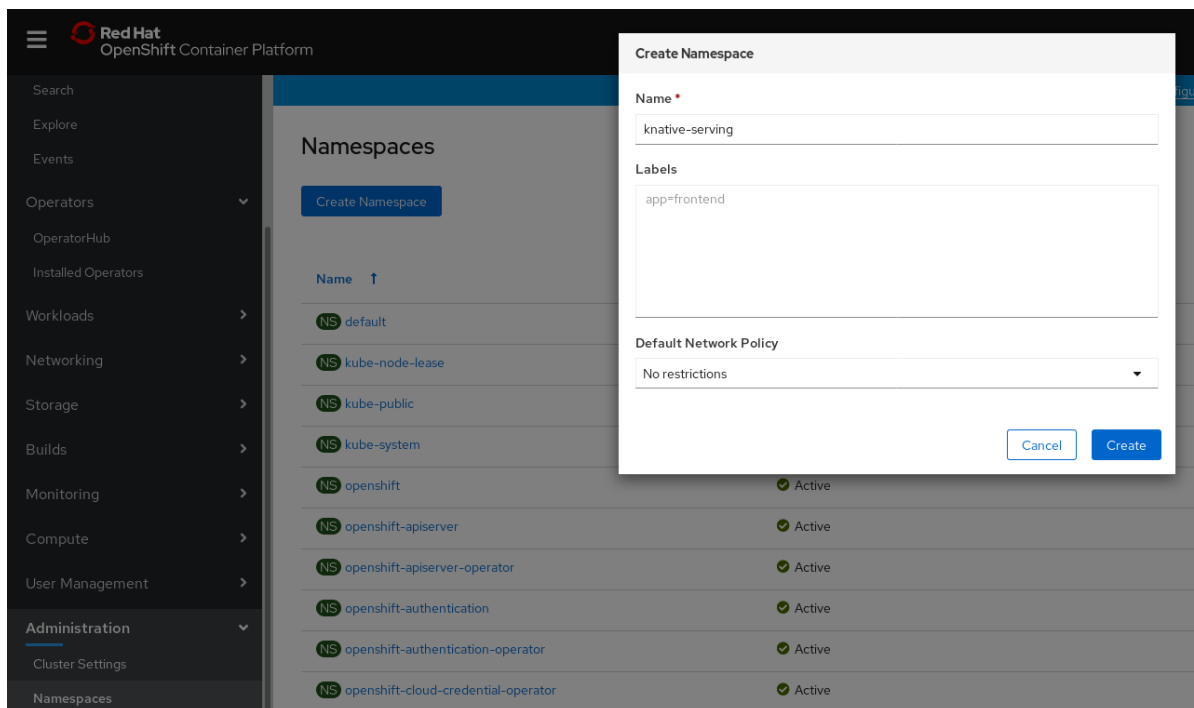 Red Hat
OpenShift Container Platform
Search
Explore
Events
Operators
OperatorHub
Installed Operators
Workloads
Networking
Storage
Builds
Monitoring
Compute
User Management
Administration
Cluster Settings
Namespaces
Namespaces
Create Namespace
Name
NS default
NS kube-node-lease
NS kube-public
NS kube-system
NS openshift Active
NS openshift-apiserver Active
NS openshift-apiserver-operator Active
NS openshift-authentication Active
NS openshift-authentication-operator Active
NS openshift-cloud-credential-operator Active
Create Namespace
Name *
knative-serving
Labels
app=frontend
Default Network Policy
No restrictions
Cancel Create